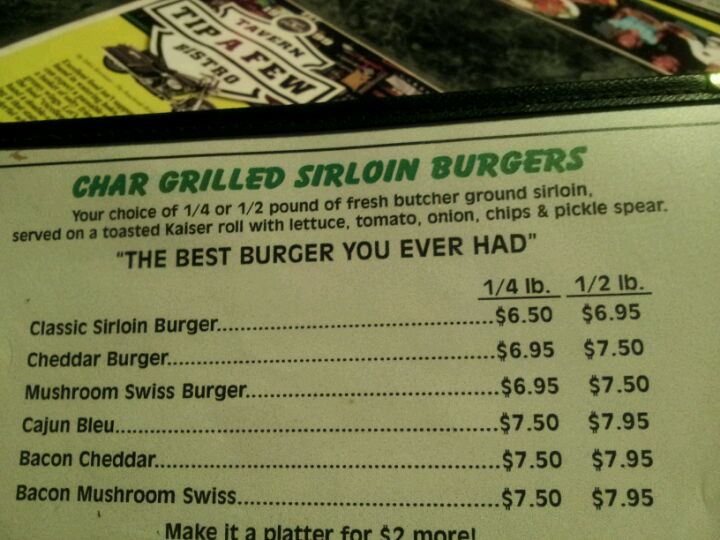 TAVERN
TIP A FEW
BISTRO
CHAR GRILLED SIRLOIN BURGERS
Your choice of 1/4 or 1/2 pound of fresh butcher ground sirloin,
served on a toasted Kaiser roll with lettuce, tomato, onion, chips & pickle spear.
"THE BEST BURGER YOU EVER HAD"
1/4 lb. 1/2 lb.
Classic Sirloin Burger..........$6.50 $6.95
Cheddar Burger..........$6.95 $7.50
Mushroom Swiss Burger..........$6.95 $7.50
Cajun Bleu..........$7.50 $7.95
Bacon Cheddar..........$7.50 $7.95
Bacon Mushroom Swiss..........$7.50 $7.95
Make it a platter for $2 more!